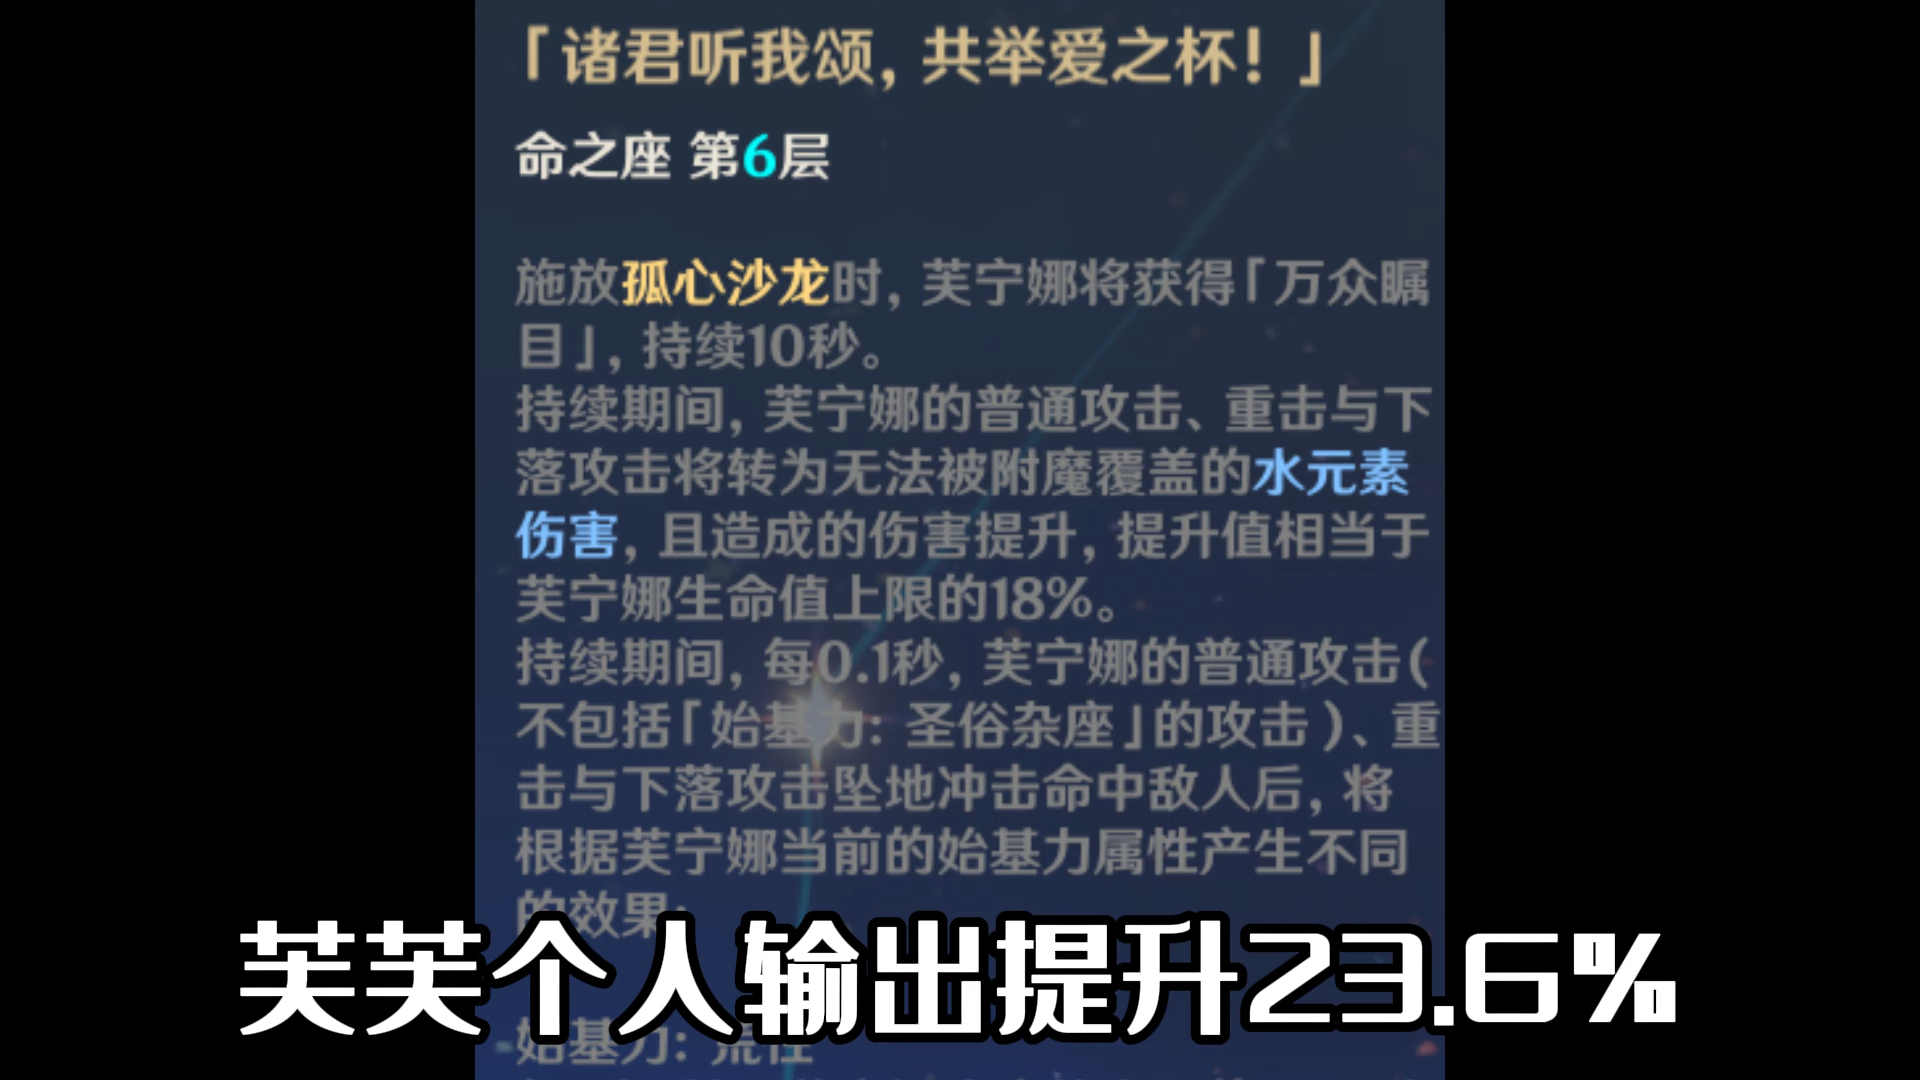 「诸君听我颂，共举爱之杯！」
命之座 第6层
施放孤心沙龙时，芙宁娜将获得「万众瞩
目」，持续10秒。
持续期间，芙宁娜的普通攻击、重击与下
落攻击将转为无法被附魔覆盖的水元素
伤害，且造成的伤害提升，提升值相当于
芙宁娜生命值上限的18%。
持续期间，每0.1秒，芙宁娜的普通攻击（
不包括「始基力：圣俗杂座」的攻击）、重
击与下落攻击坠地冲击命中敌人后，将
根据芙宁娜当前的始基力属性产生不同
的效果：
芙芙个人输出提升23.6%
始基力：荒性